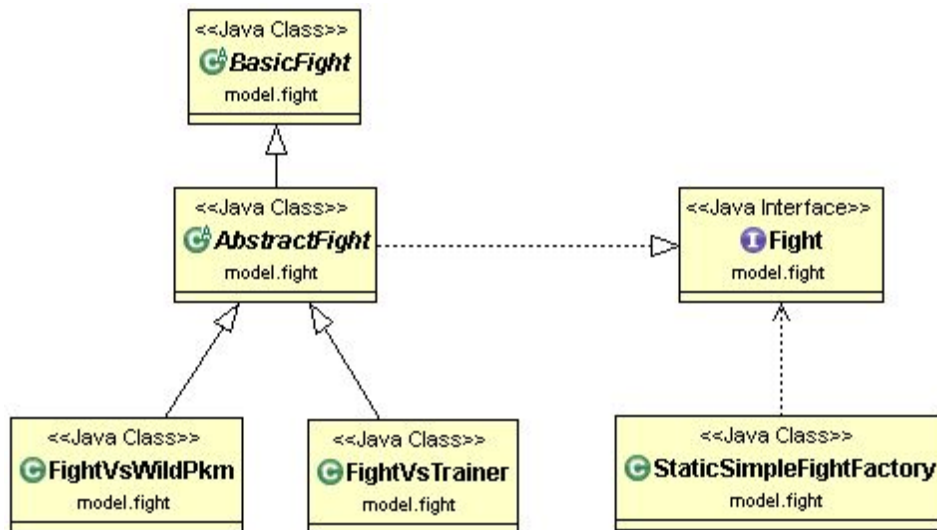 <<Java Class>>
BasicFight
model.fight
<<Java Class>>
AbstractFight
model.fight
<<Java Interface>>
Fight
model.fight
<<Java Class>>
FightVsWildPkm
model.fight
<<Java Class>>
FightVsTrainer
model.fight
<<Java Class>>
StaticSimpleFightFactory
model.fight